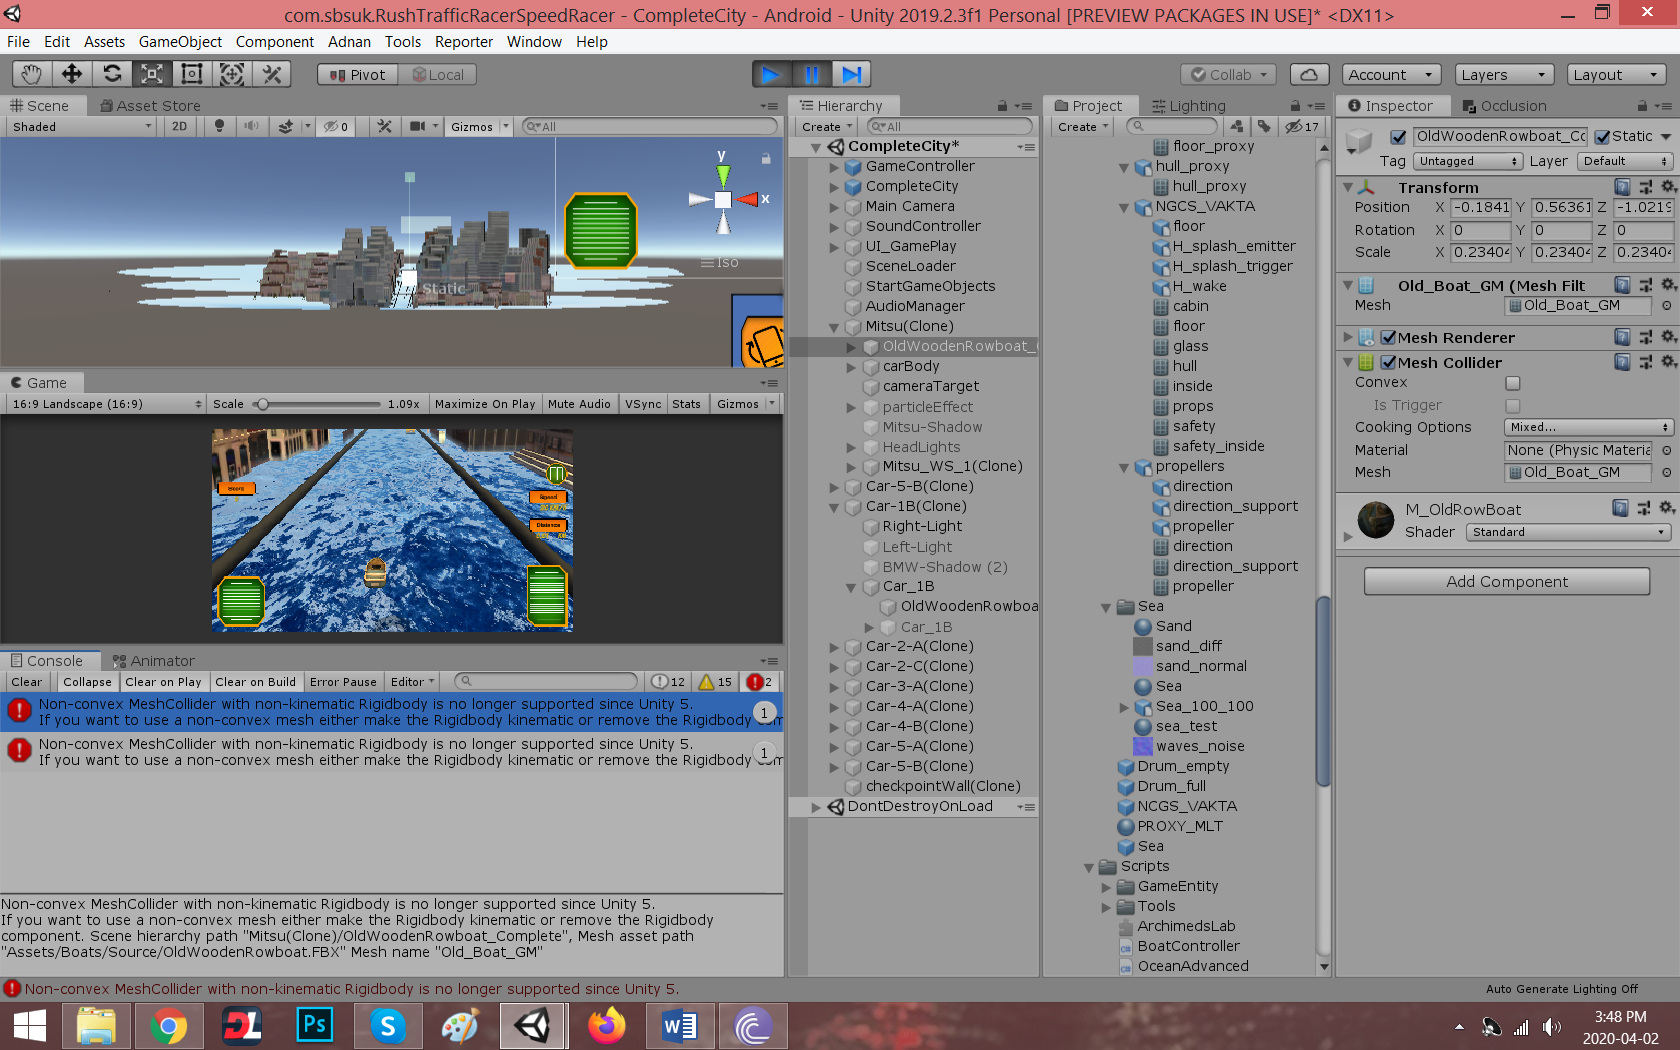 com.sbsuk.RushTrafficRacerSpeedRacer - CompleteCity - Android - Unity 2019.2.3f1 Personal [PREVIEW PACKAGES IN USE]* <DX11>
File Edit Assets GameObject Component Adnan Tools Reporter Window Help
Pivot Local Collab Account Layers Layout
Scene Asset Store
Shaded 2D 0 Gizmos All
y
x
Iso
Static
Game
16:9 Landscape (16:9) Scale 1.09x Maximize On Play Mute Audio VSync Stats Gizmos
Score
Speed
Distance
Console Animator
Clear Collapse Clear on Play Clear on Build Error Pause Editor 12 15 2
Non-convex MeshCollider with non-kinematic Rigidbody is no longer supported since Unity 5.
If you want to use a non-convex mesh either make the Rigidbody kinematic or remove the Rigidbody
1
Non-convex MeshCollider with non-kinematic Rigidbody is no longer supported since Unity 5.
If you want to use a non-convex mesh either make the Rigidbody kinematic or remove the Rigidbody
1
Non-convex MeshCollider with non-kinematic Rigidbody is no longer supported since Unity 5.
If you want to use a non-convex mesh either make the Rigidbody kinematic or remove the Rigidbody
component. Scene hierarchy path "Mitsu(Clone)/OldWoodenRowboat_Complete", Mesh asset path
"Assets/Boats/Source/OldWoodenRowboat.FBX" Mesh name "Old_Boat_GM"
Non-convex MeshCollider with non-kinematic Rigidbody is no longer supported since Unity 5.
Hierarchy
Create All
CompleteCity*
GameController
CompleteCity
Main Camera
SoundController
UI_GamePlay
SceneLoader
StartGameObjects
AudioManager
Mitsu(Clone)
OldWoodenRowboat_
carBody
cameraTarget
particleEffect
Mitsu-Shadow
HeadLights
Mitsu_WS_1(Clone)
Car-5-B(Clone)
Car-1B(Clone)
Right-Light
Left-Light
BMW-Shadow (2)
Car_1B
OldWoodenRowboa
Car_1B
Car-2-A(Clone)
Car-2-C(Clone)
Car-3-A(Clone)
Car-4-A(Clone)
Car-4-B(Clone)
Car-5-A(Clone)
Car-5-B(Clone)
checkpointWall(Clone)
DontDestroyOnLoad
Project Lighting
Create 17
floor_proxy
hull_proxy
hull_proxy
NGCS_VAKTA
floor
H_splash_emitter
H_splash_trigger
H_wake
cabin
floor
glass
hull
inside
props
safety
safety_inside
propellers
direction
direction_support
propeller
direction
direction_support
propeller
Sea
Sand
sand_diff
sand_normal
Sea
Sea_100_100
sea_test
waves_noise
Drum_empty
Drum_full
NCGS_VAKTA
PROXY_MLT
Sea
Scripts
GameEntity
Tools
ArchimedsLab
BoatController
OceanAdvanced
Inspector Occlusion
OldWoodenRowboat_Co Static
Tag Untagged Layer Default
Transform
Position X -0.1841 Y 0.56361 Z -1.0219
Rotation X 0 Y 0 Z 0
Scale X 0.23404 Y 0.23404 Z 0.23404
Old_Boat_GM (Mesh Filt
Mesh Old_Boat_GM
Mesh Renderer
Mesh Collider
Convex
Is Trigger
Cooking Options Mixed...
Material None (Physic Materia
Mesh Old_Boat_GM
M_OldRowBoat
Shader Standard
Add Component
Auto Generate Lighting Off
DL Ps S W
3:48 PM
2020-04-02